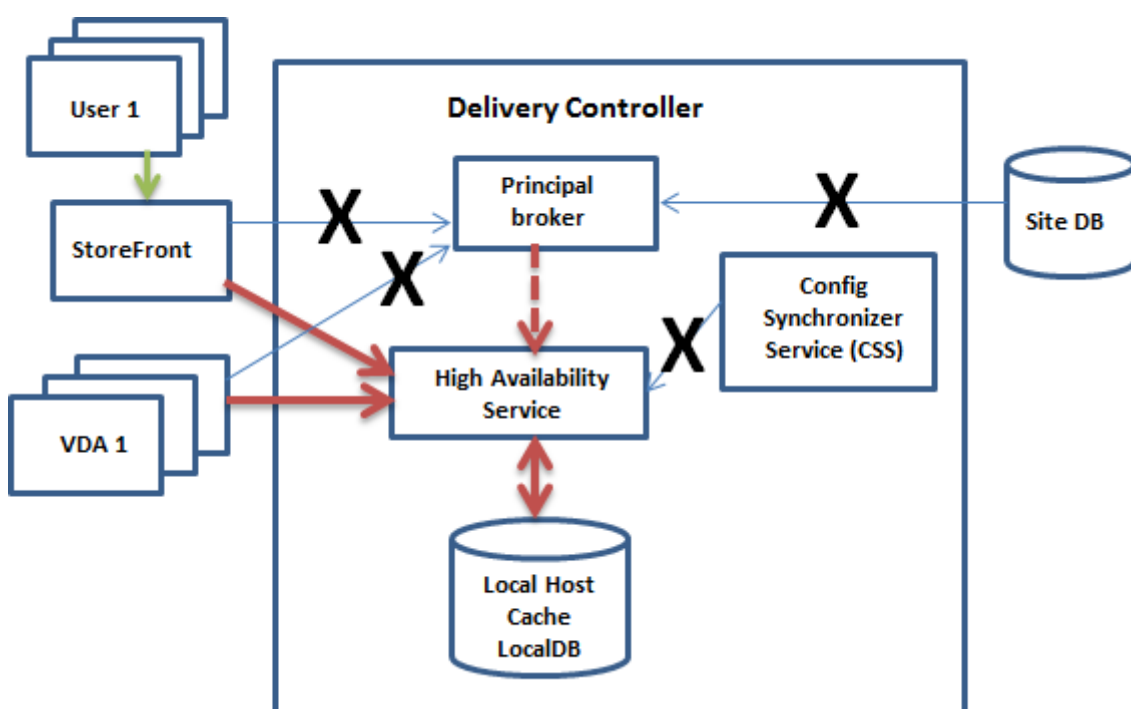 User 1
Delivery Controller
Principal
broker
X
X
StoreFront
Site DB
X
Config
Synchronizer
Service (CSS)
X
High Availability
Service
VDA 1
Local Host
Cache
LocalDB